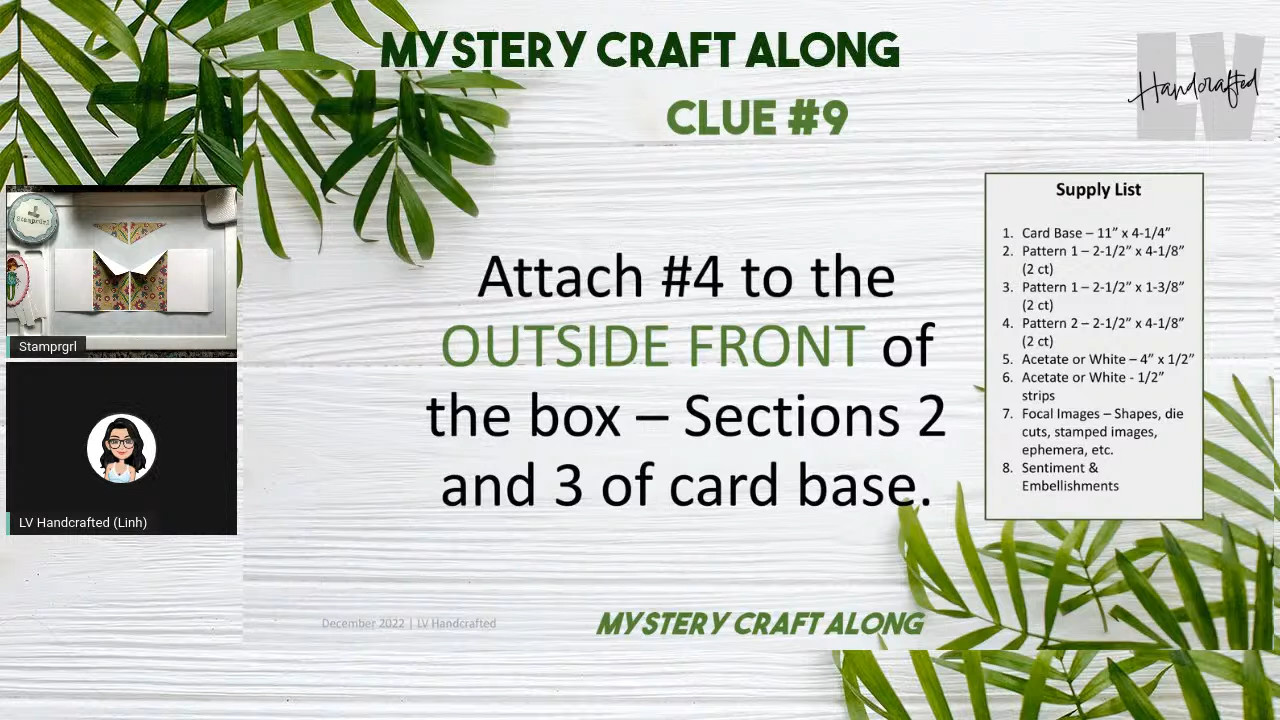 MYSTERY CRAFT ALONG
CLUE #9
Handcrafted
Stamprgrl
Stamprgrl
LV Handcrafted (Linh)
Attach #4 to the
OUTSIDE FRONT of
the box – Sections 2
and 3 of card base.
Supply List
1. Card Base – 11” x 4-1/4”
2. Pattern 1 – 2-1/2” x 4-1/8”
(2 ct)
3. Pattern 1 – 2-1/2” x 1-3/8”
(2 ct)
4. Pattern 2 – 2-1/2” x 4-1/8”
(2 ct)
5. Acetate or White – 4” x 1/2”
6. Acetate or White - 1/2”
strips
7. Focal Images – Shapes, die
cuts, stamped images,
ephemera, etc.
8. Sentiment &
Embellishments
December 2022 | LV Handcrafted
MYSTERY CRAFT ALONG